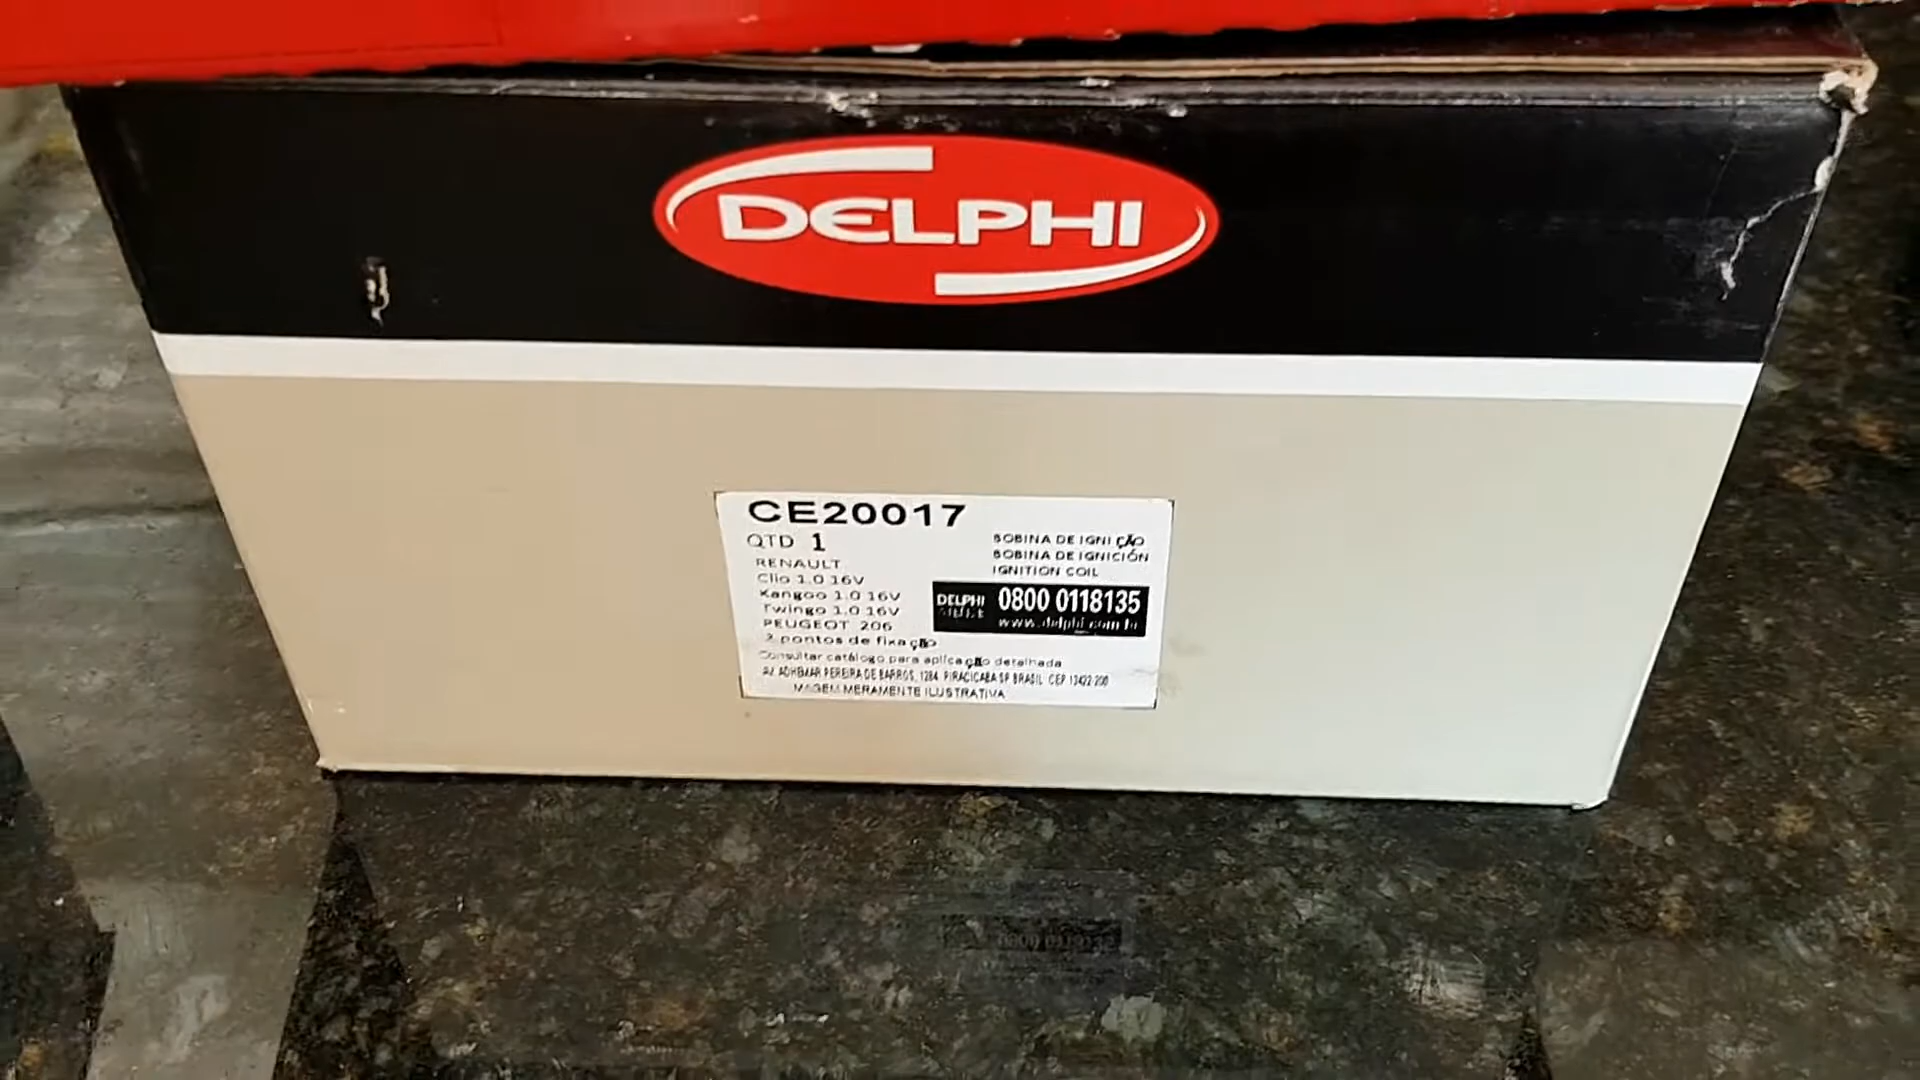 DELPHI
CE20017
QTD 1
BOBINA DE IGNIÇÃO
BOBINA DE IGNICIÓN
IGNITION COIL
RENAULT
Clio 1.0 16V
Kangoo 1.0 16V
Twingo 1.0 16V
PEUGEOT 206
2 pontos de fixação
DELPHI
0800 0118135
www.delphi.com.br
Consultar catálogo para aplicação detalhada
AV. ADHEMAR PEREIRA DE BARROS, 1284 PIRACICABA SP BRASIL CEP 13422-200
IMAGEM MERAMENTE ILUSTRATIVA